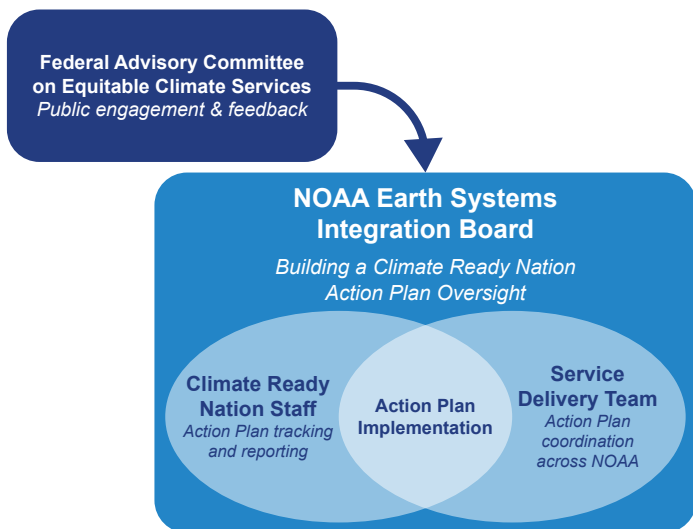 Federal Advisory Committee
on Equitable Climate Services
Public engagement & feedback
NOAA Earth Systems
Integration Board
Building a Climate Ready Nation
Action Plan Oversight
Climate Ready
Nation Staff
Action Plan tracking
and reporting
Action Plan
Implementation
Service
Delivery Team
Action Plan
coordination
across NOAA